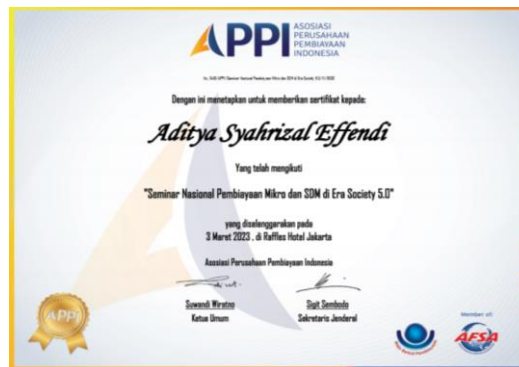 APPI
ASOSIASI
PERUSAHAAN
PEMBIAYAAN
INDONESIA
Dengan ini menetapkan untuk memberikan sertifikat kepada:
Aditya Syahrizal Effendi
Yang telah mengikuti
"Seminar Nasional Pembiayaan Mikro dan SDM di Era Society 5.0"
yang diselenggarakan pada
3 Maret 2023 , di Raffles Hotel Jakarta
Asosiasi Perusahaan Pembiayaan Indonesia
Suwandi Wiratno
Ketua Umum
Sigit Sembodo
Sekretaris Jenderal
APPI
Member of:
AFSA